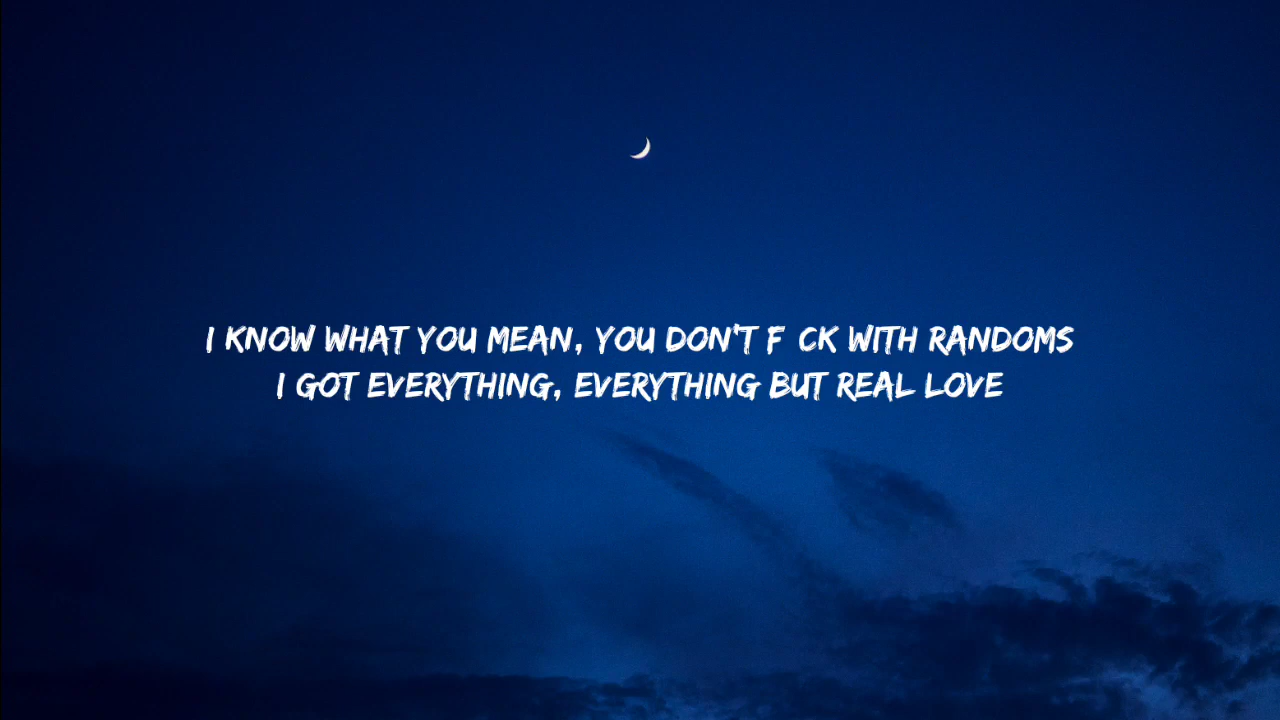 I KNOW WHAT YOU MEAN, YOU DON'T F CK WITH RANDOMS
I GOT EVERYTHING, EVERYTHING BUT REAL LOVE